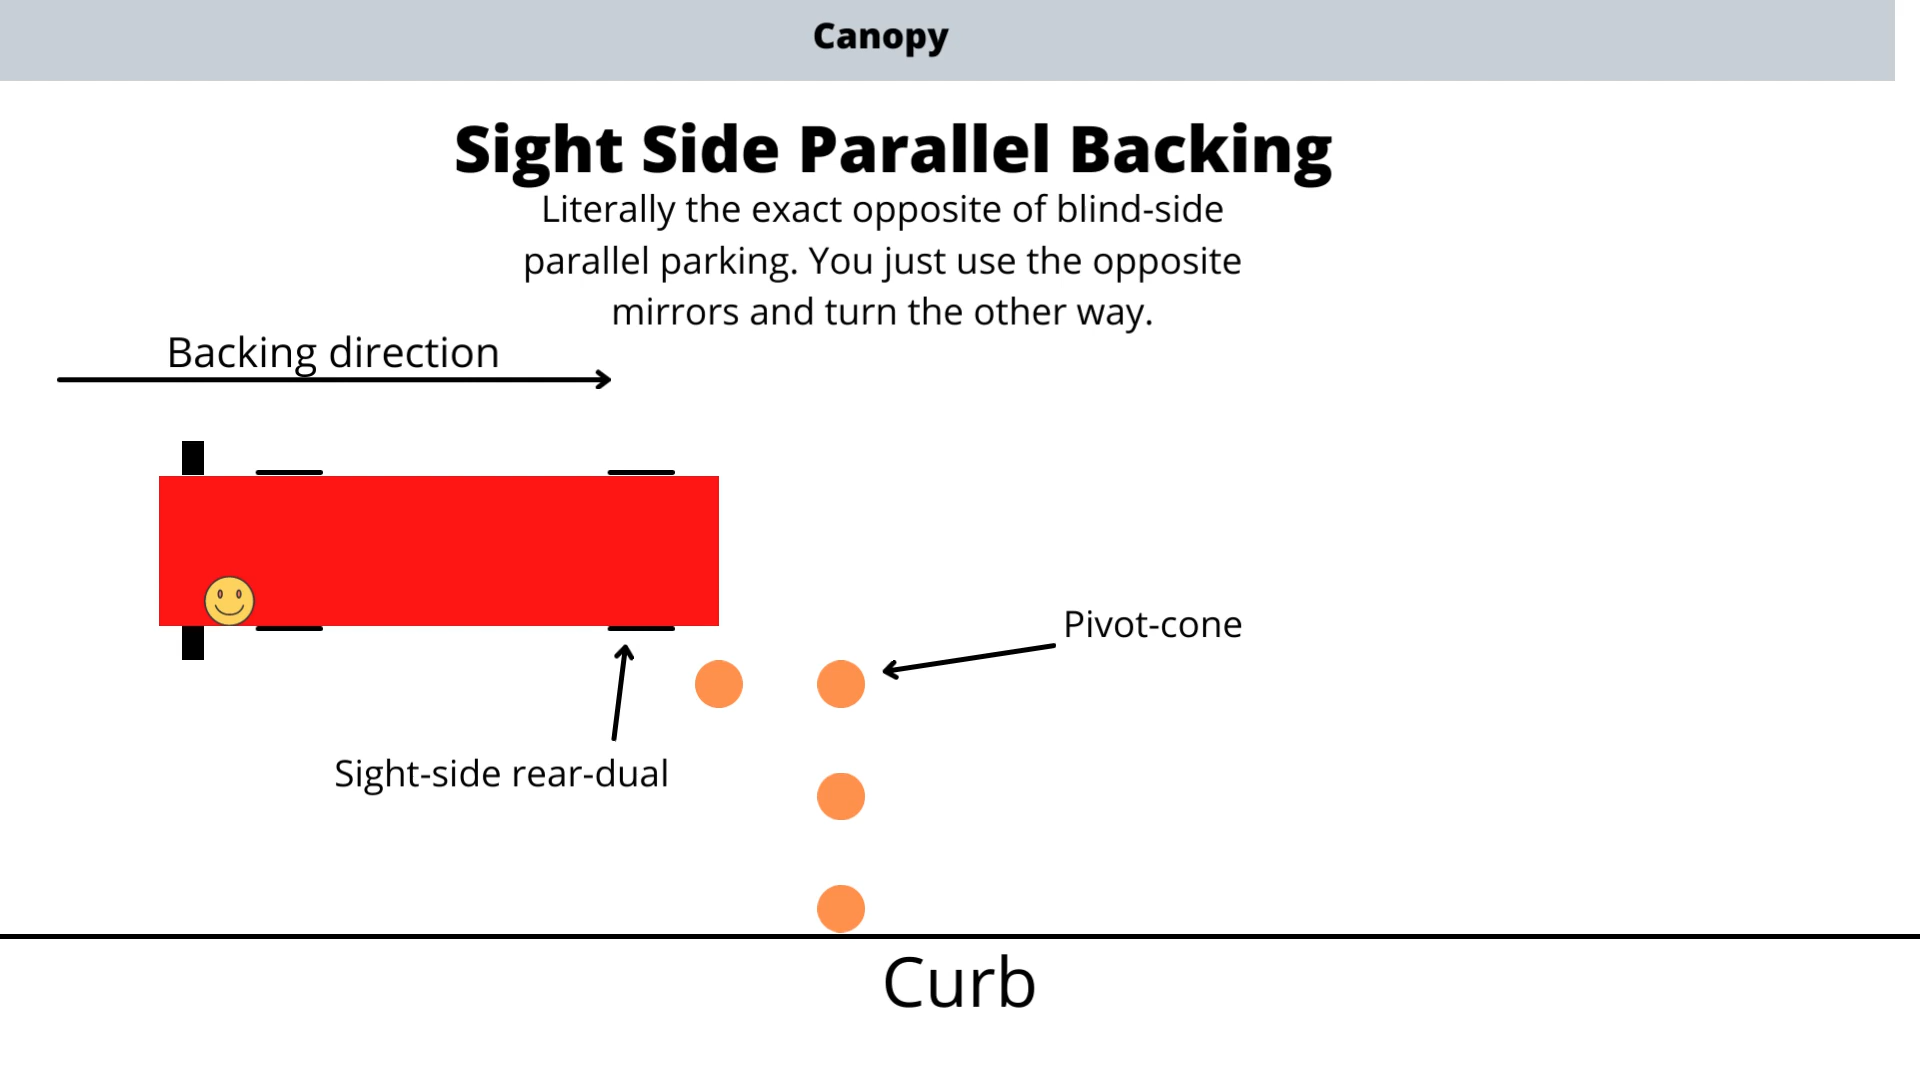 Canopy
Sight Side Parallel Backing
Literally the exact opposite of blind-side
parallel parking. You just use the opposite
mirrors and turn the other way.
Backing direction
Pivot-cone
Sight-side rear-dual
Curb